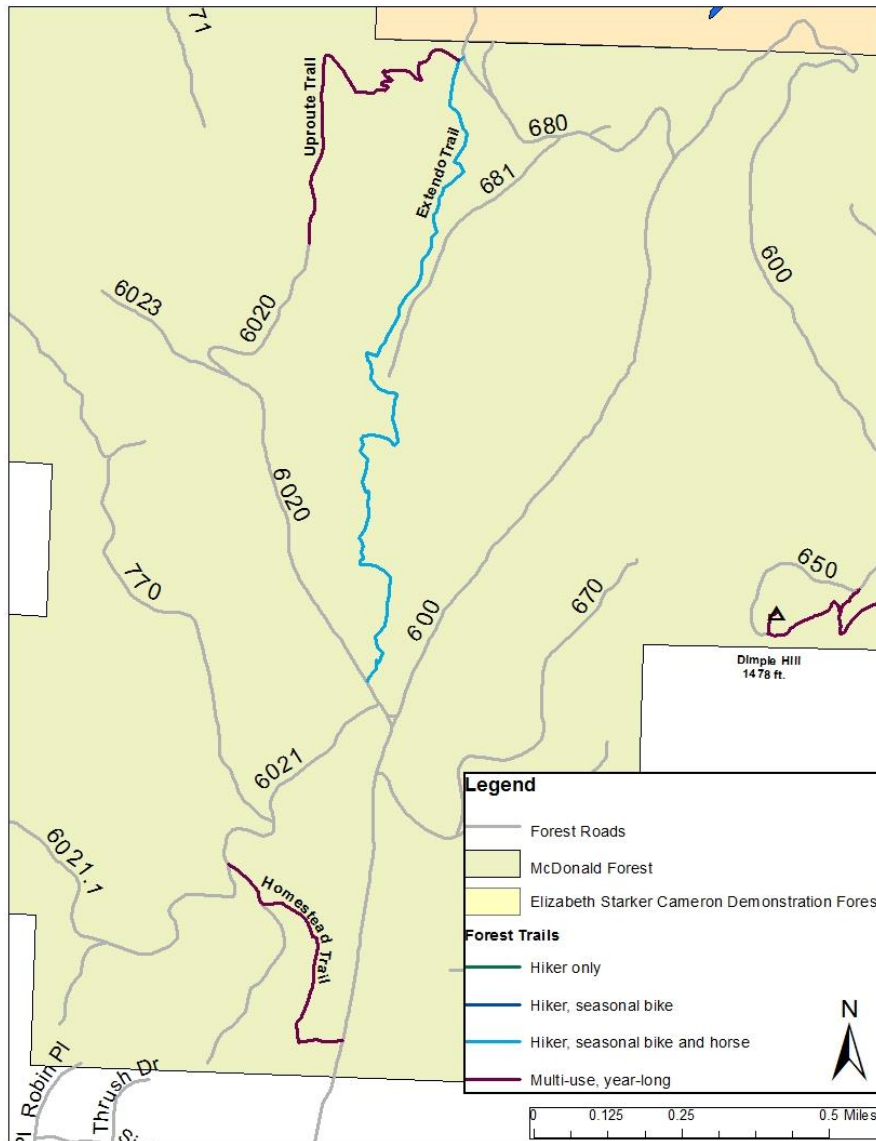 71
Uproute Trail
Extendo Trail
680
681
600
6023
6020
6020
770
600
670
650
Dimple Hill
1478 ft.
6021
6021.1
Homestead Trail
Robin Pl
Pl
Thrush Dr
Legend
Forest Roads
McDonald Forest
Elizabeth Starker Cameron Demonstration Fores
Forest Trails
Hiker only
Hiker, seasonal bike
Hiker, seasonal bike and horse
Multi-use, year-long
N
0 0.125 0.25 0.5 Miles